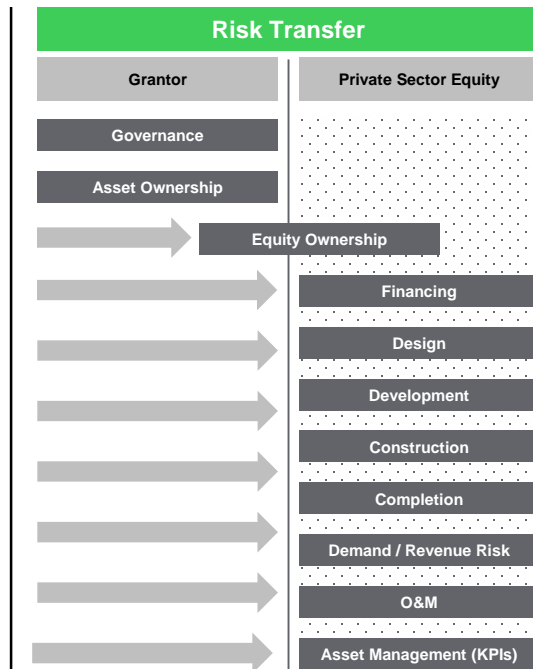 Risk Transfer
Grantor
Private Sector Equity
Governance
Asset Ownership
Equity Ownership
Financing
Design
Development
Construction
Completion
Demand / Revenue Risk
O&M
Asset Management (KPIs)